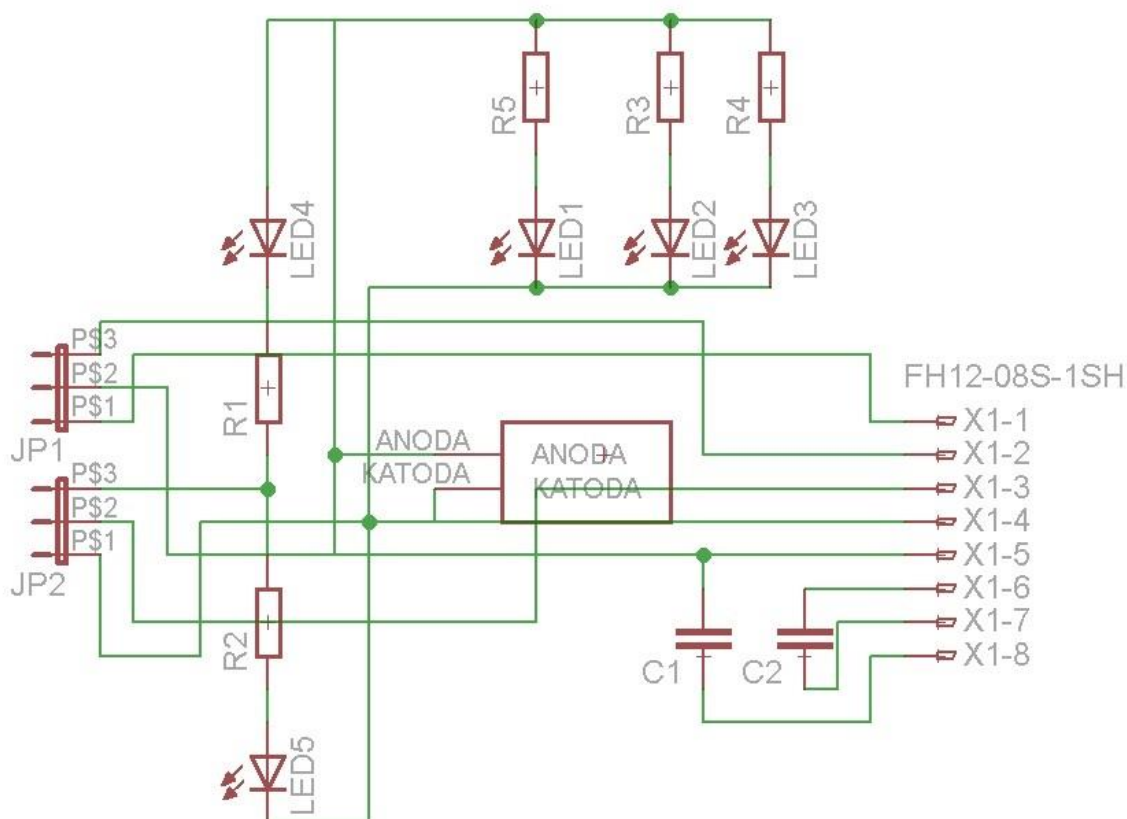 R5
R3
R4
LED4
LED1
LED2
LED3
P$3
P$2
P$1
JP1
R1
FH12-08S-1SH
X1-1
X1-2
X1-3
X1-4
X1-5
X1-6
X1-7
X1-8
ANODA
KATODA
ANODA
KATODA
P$3
P$2
P$1
JP2
R2
C1
C2
LED5